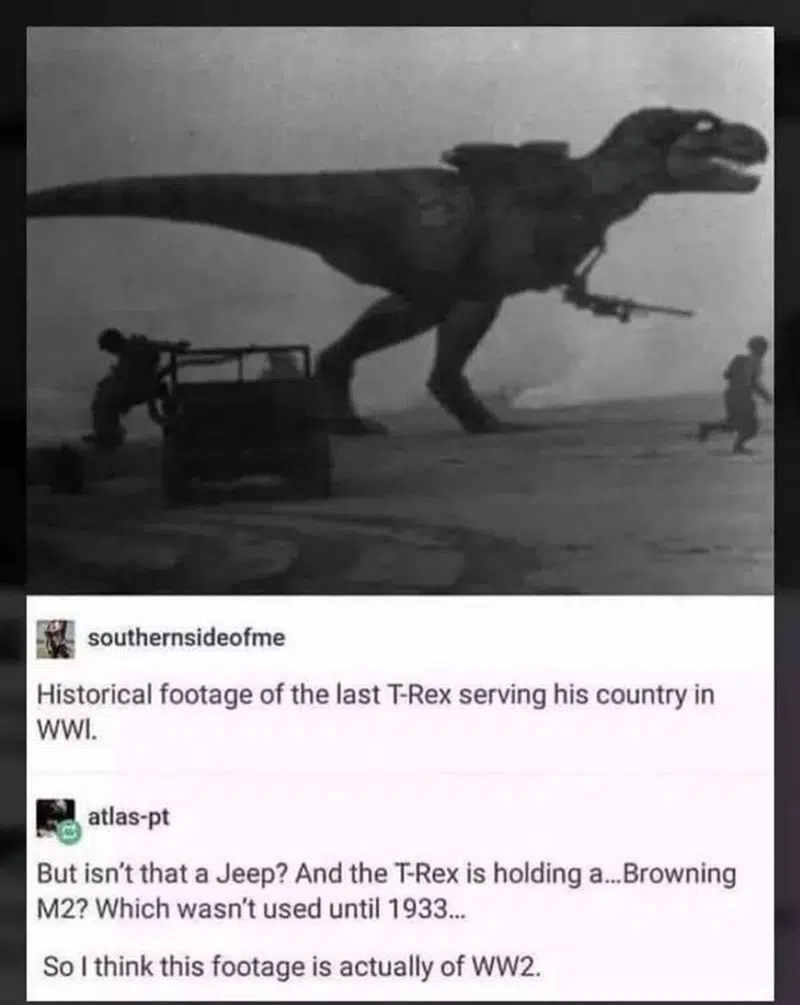 southernsideofme
Historical footage of the last T-Rex serving his country in
WWI.
atlas-pt
But isn't that a Jeep? And the T-Rex is holding a...Browning
M2? Which wasn't used until 1933...
So I think this footage is actually of WW2.